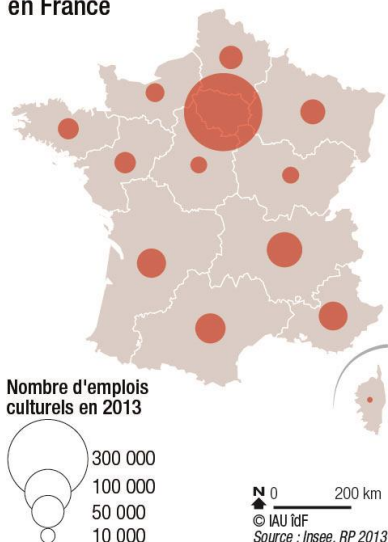 en France
Nombre d'emplois
culturels en 2013
300 000
100 000
50 000
10 000
N 0 200 km
© IAU îdF
Source : Insee, RP 2013